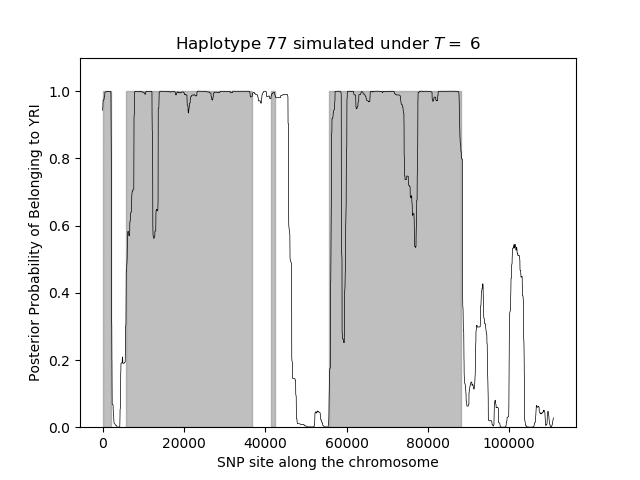 Haplotype 77 simulated under T = 6
Posterior Probability of Belonging to YRI
1.0
0.8
0.6
0.4
0.2
0.0
0 20000 40000 60000 80000 100000
SNP site along the chromosome